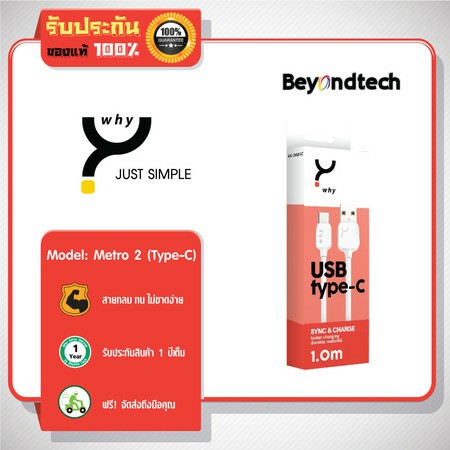 รับประกัน
ของแท้ 100%
100%
GUARANTEE
Beyondtech
why
JUST SIMPLE
why
USB
type-C
SYNC & CHARGE
faster charging
durable material
1.0m
Model: Metro 2 (Type-C)
สายกลม ทน ไม่ขาดง่าย
1
Year
รับประกันสินค้า 1 ปีเต็ม
ฟรี! จัดส่งถึงมือคุณ